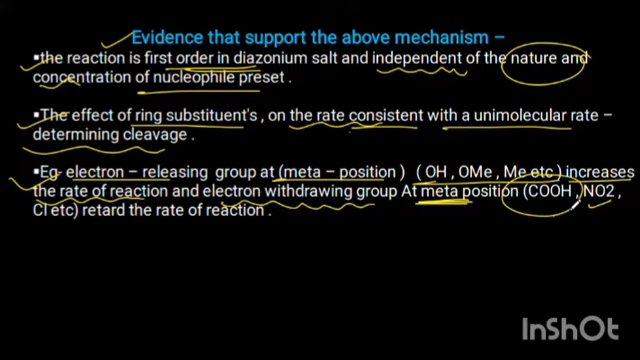 Evidence that support the above mechanism –
▪the reaction is first order in diazonium salt and independent of the nature and
concentration of nucleophile preset .
▪The effect of ring substituent's , on the rate consistent with a unimolecular rate –
determining cleavage .
▪Eg- electron – releasing group at (meta – position ) ( OH , OMe , Me etc ) increases
the rate of reaction and electron withdrawing group At meta position (COOH , NO2 ,
Cl etc ) retard the rate of reaction .
InShOt